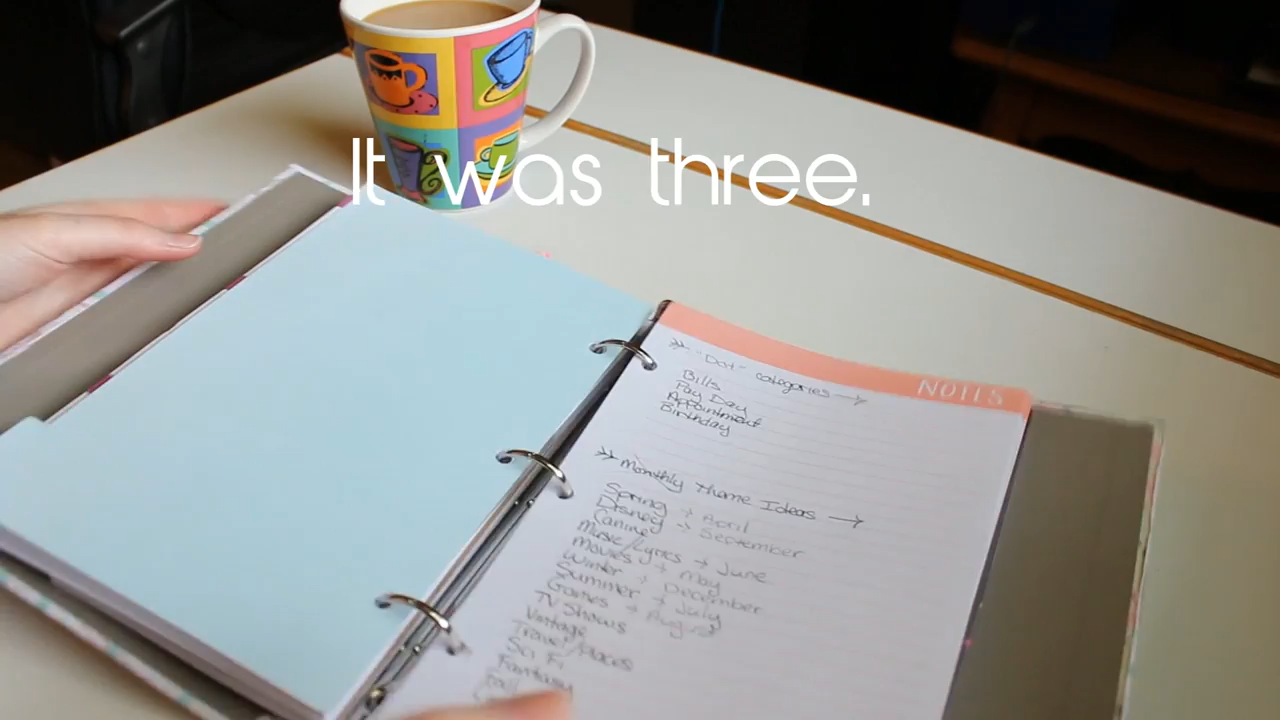 It was three.
NOTES
"Dot" categories →
Bills
Pay Day
Appointment
Birthday
Monthly Theme Ideas →
Spring → April
Disney → September
Canine
Music/Lyrics → June
Movies → May
Winter → December
Summer → July
Games → August
TV Shows
Vintage
Travel/Places
Sci Fi
Fantasy
Fall